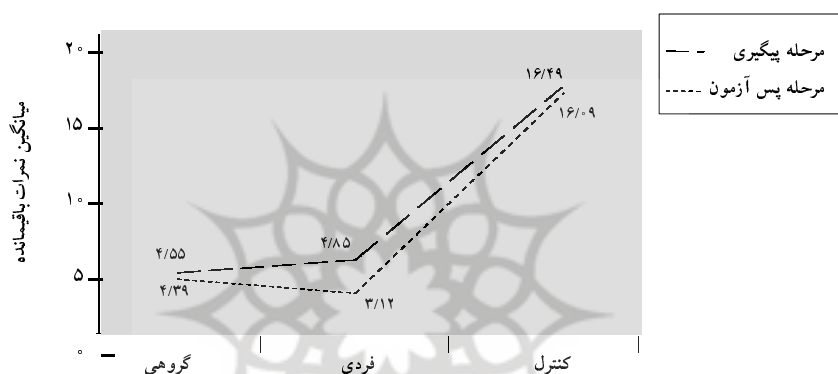 مرحله پیگیری
مرحله پس آزمون
میانگین نمرات باقیمانده
۲۰
۱۵
۱۰
۵
۰
۱۶/۴۹
۱۶/۰۹
۴/۵۵
۴/۸۵
۴/۳۹
۳/۱۲
گروهی
فردی
کنترل